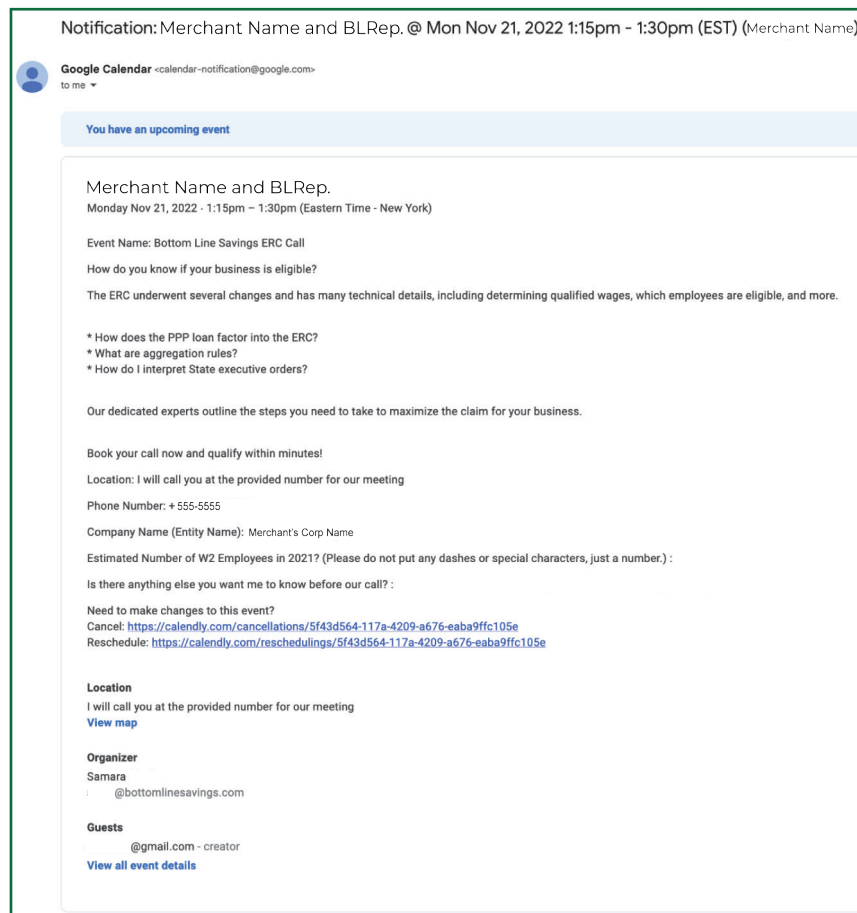 Notification: Merchant Name and BLRep. @ Mon Nov 21, 2022 1:15pm - 1:30pm (EST) (Merchant Name)
Google Calendar <calendar-notification@google.com>
to me
You have an upcoming event
Merchant Name and BLRep.
Monday Nov 21, 2022 · 1:15pm – 1:30pm (Eastern Time - New York)
Event Name: Bottom Line Savings ERC Call
How do you know if your business is eligible?
The ERC underwent several changes and has many technical details, including determining qualified wages, which employees are eligible, and more.
* How does the PPP loan factor into the ERC?
* What are aggregation rules?
* How do I interpret State executive orders?
Our dedicated experts outline the steps you need to take to maximize the claim for your business.
Book your call now and qualify within minutes!
Location: I will call you at the provided number for our meeting
Phone Number: + 555-5555
Company Name (Entity Name): Merchant's Corp Name
Estimated Number of W2 Employees in 2021? (Please do not put any dashes or special characters, just a number.) :
Is there anything else you want me to know before our call? :
Need to make changes to this event?
Cancel: https://calendly.com/cancellations/5f43d564-117a-4209-a676-eaba9ffc105e
Reschedule: https://calendly.com/reschedulings/5f43d564-117a-4209-a676-eaba9ffc105e
Location
I will call you at the provided number for our meeting
View map
Organizer
Samara
@bottomlinesavings.com
Guests
@gmail.com - creator
View all event details